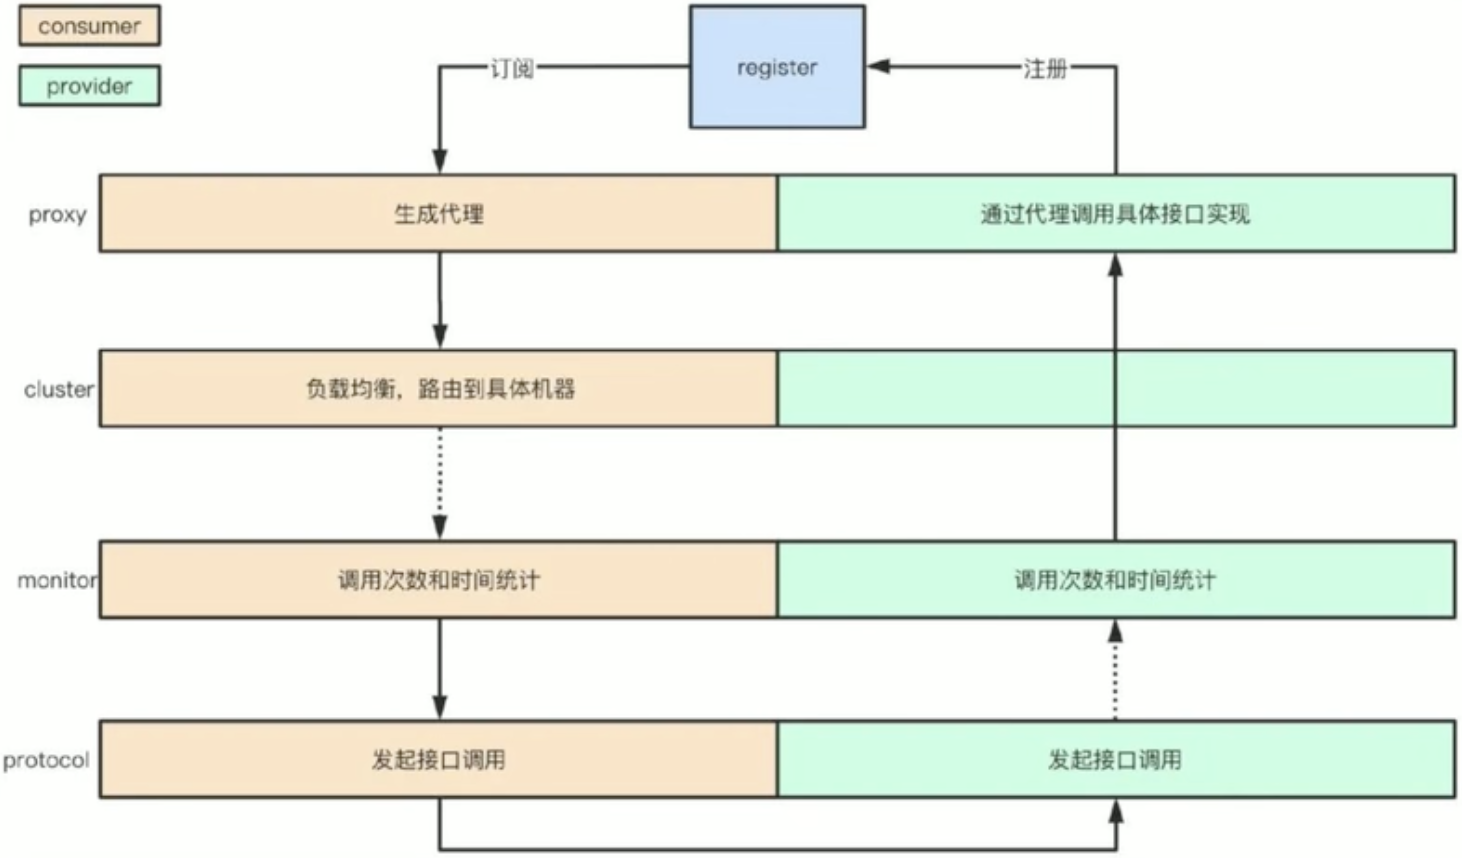 consumer
provider
订阅
register
注册
proxy
生成代理
通过代理调用具体接口实现
cluster
负载均衡，路由到具体机器
monitor
调用次数和时间统计
调用次数和时间统计
protocol
发起接口调用
发起接口调用